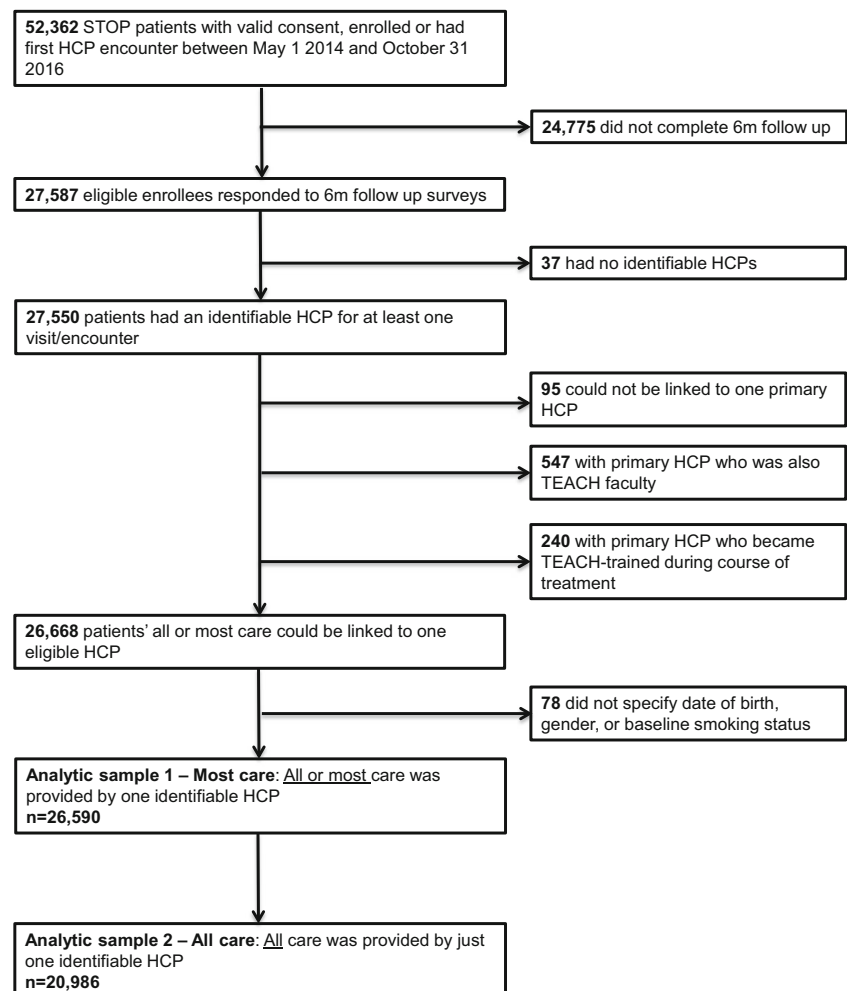 52,362 STOP patients with valid consent, enrolled or had
first HCP encounter between May 1 2014 and October 31
2016
24,775 did not complete 6m follow up
27,587 eligible enrollees responded to 6m follow up surveys
37 had no identifiable HCPs
27,550 patients had an identifiable HCP for at least one
visit/encounter
95 could not be linked to one primary
HCP
547 with primary HCP who was also
TEACH faculty
240 with primary HCP who became
TEACH-trained during course of
treatment
26,668 patients’ all or most care could be linked to one
eligible HCP
78 did not specify date of birth,
gender, or baseline smoking status
Analytic sample 1 – Most care: All or most care was
provided by one identifiable HCP
n=26,590
Analytic sample 2 – All care: All care was provided by just
one identifiable HCP
n=20,986